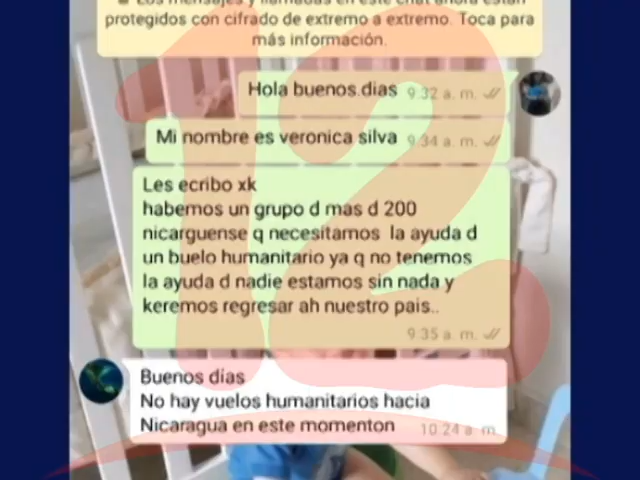 Los mensajes y llamadas en este chat ahora están
protegidos con cifrado de extremo a extremo. Toca para
más información.
Hola buenos.dias 9:32 a. m.
Mi nombre es veronica silva 9:34 a. m.
Les ecribo xk
habemos un grupo d mas d 200
nicarguense q necesitamos la ayuda d
un buelo humanitario ya q no tenemos
la ayuda d nadie estamos sin nada y
keremos regresar ah nuestro pais..
9:35 a. m.
Buenos días
No hay vuelos humanitarios hacia
Nicaragua en este momenton 10:24 a. m.
12